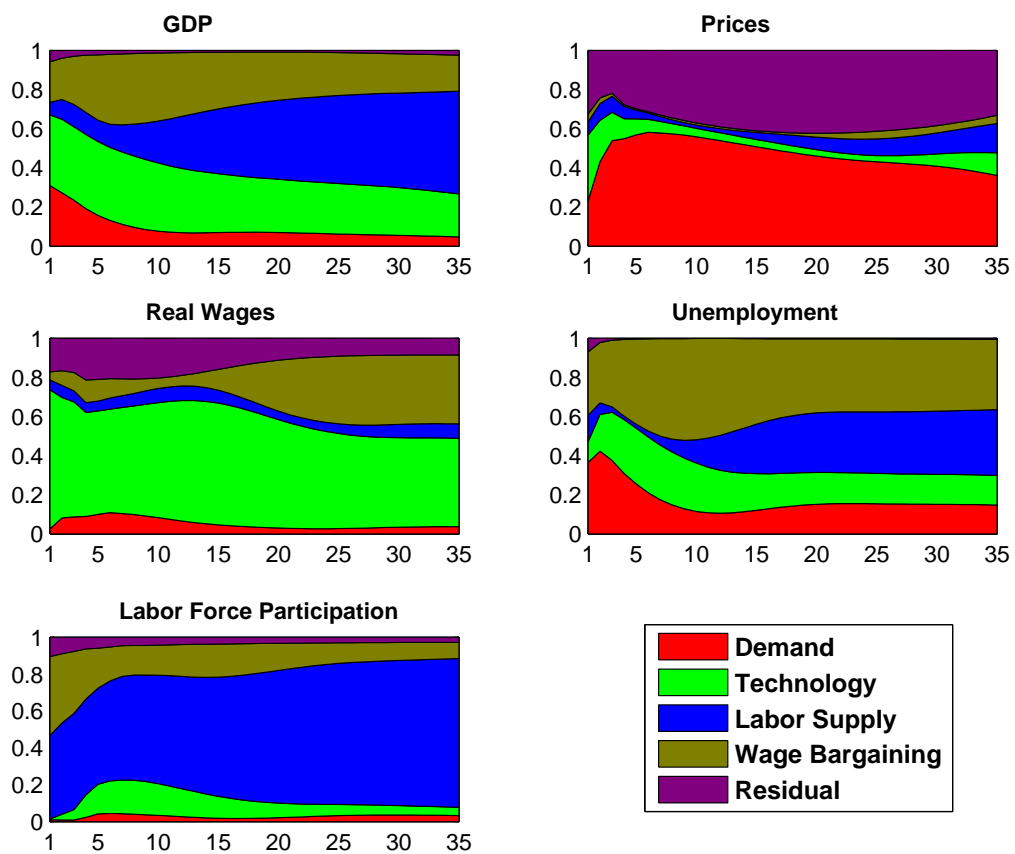 GDP
1
0.8
0.6
0.4
0.2
0
1 5 10 15 20 25 30 35
Prices
1
0.8
0.6
0.4
0.2
0
1 5 10 15 20 25 30 35
Real Wages
1
0.8
0.6
0.4
0.2
0
1 5 10 15 20 25 30 35
Unemployment
1
0.8
0.6
0.4
0.2
0
1 5 10 15 20 25 30 35
Labor Force Participation
1
0.8
0.6
0.4
0.2
0
1 5 10 15 20 25 30 35
Demand
Technology
Labor Supply
Wage Bargaining
Residual